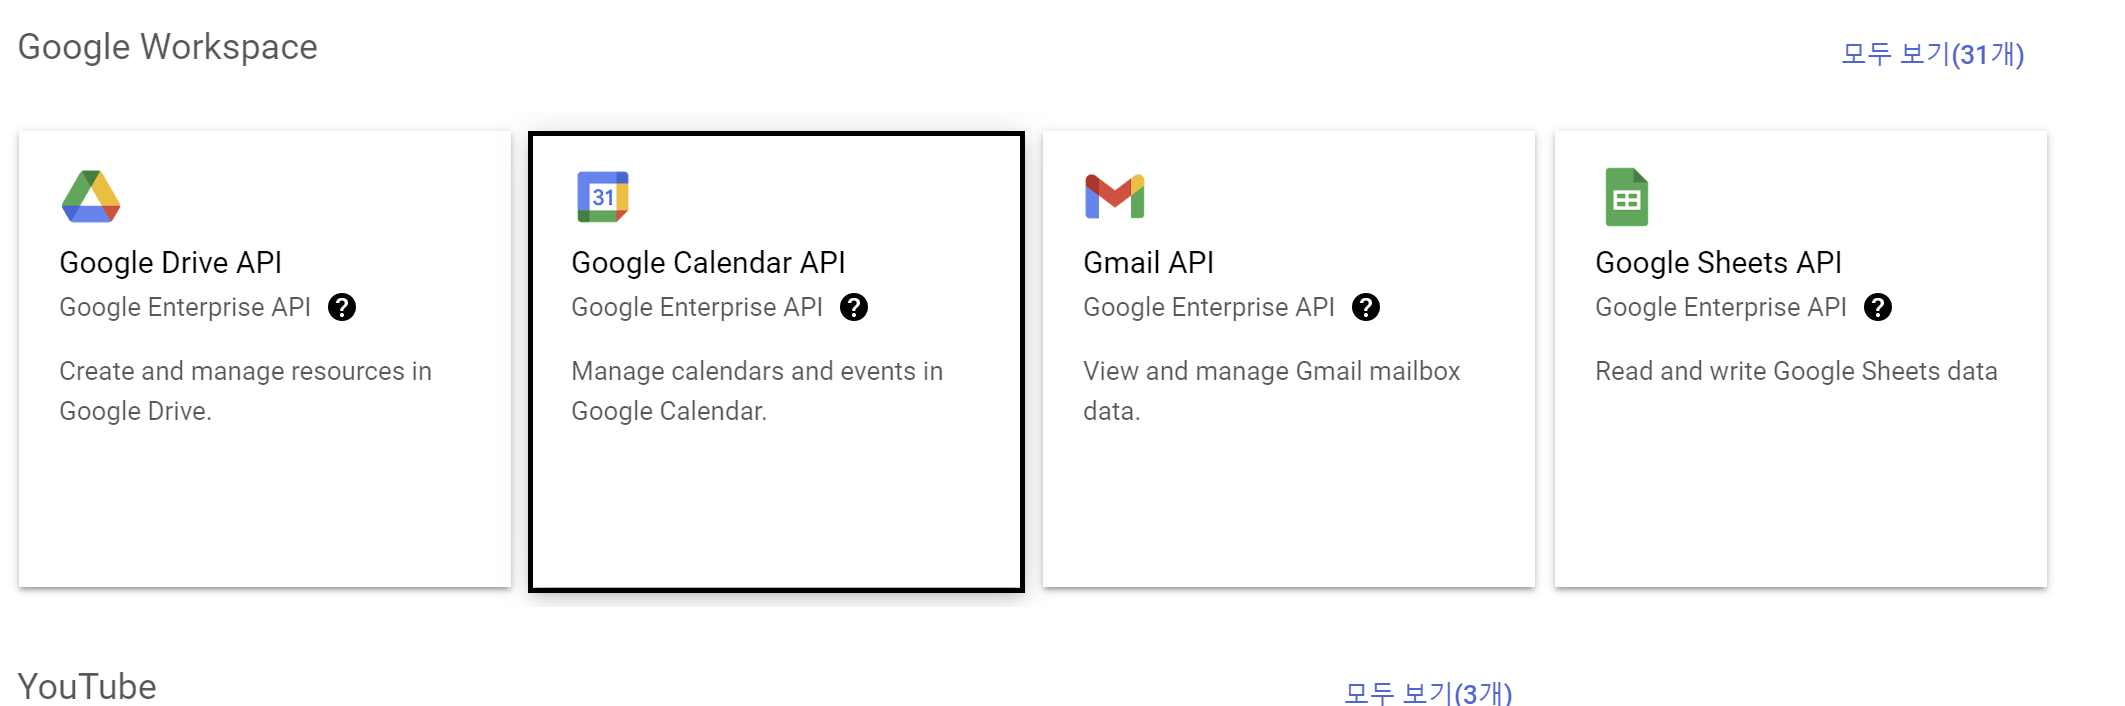 Google Workspace
모두 보기(31개)
31
Google Drive API
Google Enterprise API ?
Create and manage resources in
Google Drive.
Google Calendar API
Google Enterprise API ?
Manage calendars and events in
Google Calendar.
Gmail API
Google Enterprise API ?
View and manage Gmail mailbox
data.
Google Sheets API
Google Enterprise API ?
Read and write Google Sheets data
YouTube
모두 보기(3개)